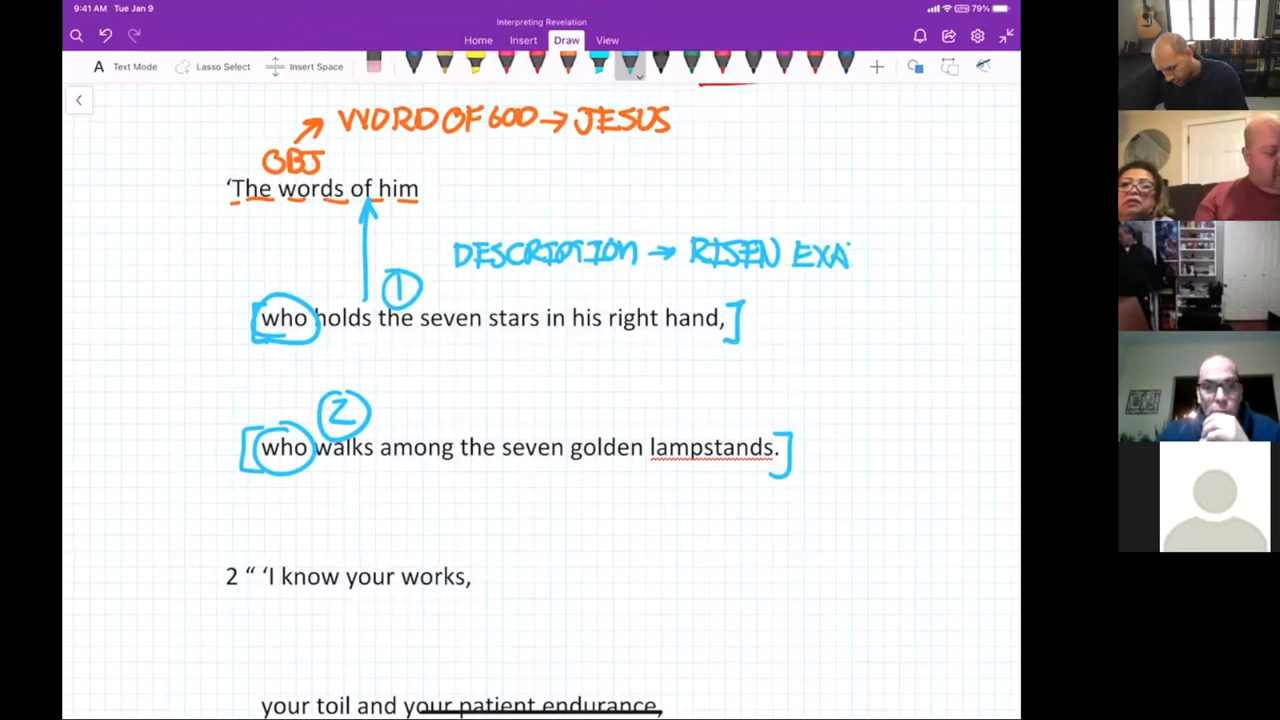 9:41 AM Tue Jan 9
79%
Interpreting Revelation
Home Insert Draw View
Text Mode Lasso Select Insert Space
WORD OF GOD → JESUS
OBJ
‘The words of him
DESCRIPTION → RISEN EXA
1
[who holds the seven stars in his right hand,]
2
[who walks among the seven golden lampstands.]
2 “ ‘I know your works,
your toil and your patient endurance,